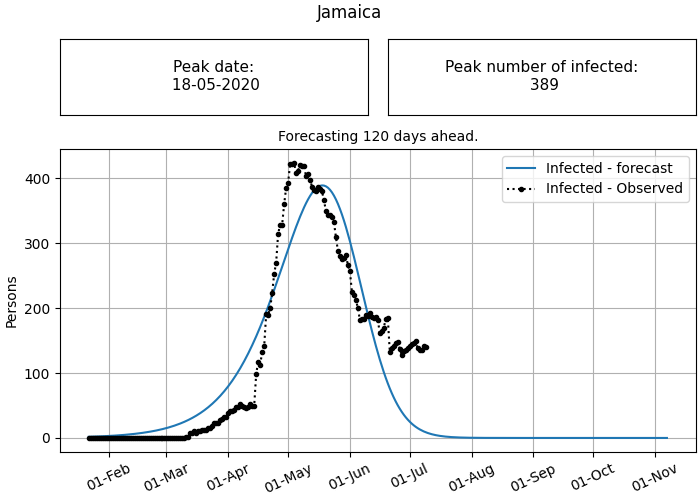 Jamaica
Peak date:
18-05-2020
Peak number of infected:
389
Forecasting 120 days ahead.
Infected - forecast
Infected - Observed
Persons
400
300
200
100
0
01-Feb
01-Mar
01-Apr
01-May
01-Jun
01-Jul
01-Aug
01-Sep
01-Oct
01-Nov